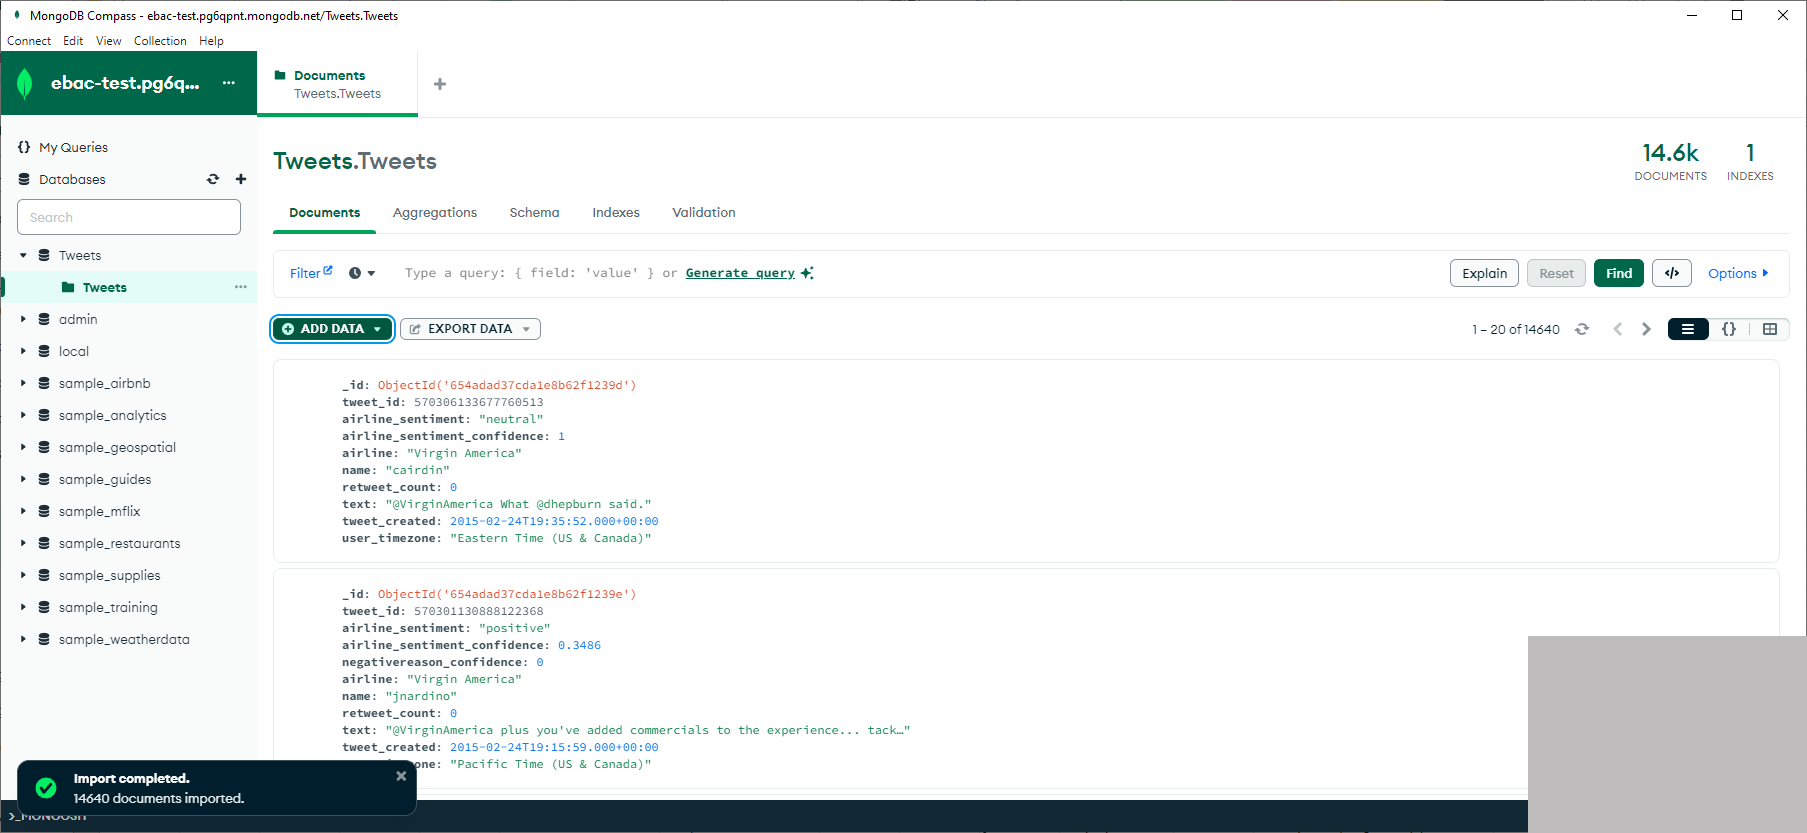 MongoDB Compass - ebac-test.pg6qpnt.mongodb.net/Tweets.Tweets
Connect Edit View Collection Help
ebac-test.pg6q... ...
Documents
Tweets.Tweets
My Queries
Databases
Search
Tweets
Tweets ...
admin
local
sample_airbnb
sample_analytics
sample_geospatial
sample_guides
sample_mflix
sample_restaurants
sample_supplies
sample_training
sample_weatherdata
Tweets.Tweets
14.6k
DOCUMENTS
1
INDEXES
Documents Aggregations Schema Indexes Validation
Filter Type a query: { field: 'value' } or Generate query Explain Reset Find </> Options
ADD DATA EXPORT DATA 1 – 20 of 14640 {}
_id: ObjectId('654adad37cda1e8b62f1239d')
tweet_id: 570306133677760513
airline_sentiment: "neutral"
airline_sentiment_confidence: 1
airline: "Virgin America"
name: "cairdin"
retweet_count: 0
text: "@VirginAmerica What @dhepburn said."
tweet_created: 2015-02-24T19:35:52.000+00:00
user_timezone: "Eastern Time (US & Canada)"
_id: ObjectId('654adad37cda1e8b62f1239e')
tweet_id: 570301130888122368
airline_sentiment: "positive"
airline_sentiment_confidence: 0.3486
negativereason_confidence: 0
airline: "Virgin America"
name: "jnardino"
retweet_count: 0
text: "@VirginAmerica plus you've added commercials to the experience... tack…"
tweet_created: 2015-02-24T19:15:59.000+00:00
one: "Pacific Time (US & Canada)"
Import completed.
14640 documents imported.
>_MONGOSH